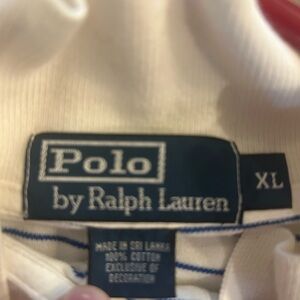 Polo
by Ralph Lauren
XL
MADE IN SRI LANKA
100% COTTON
EXCLUSIVE OF
DECORATION